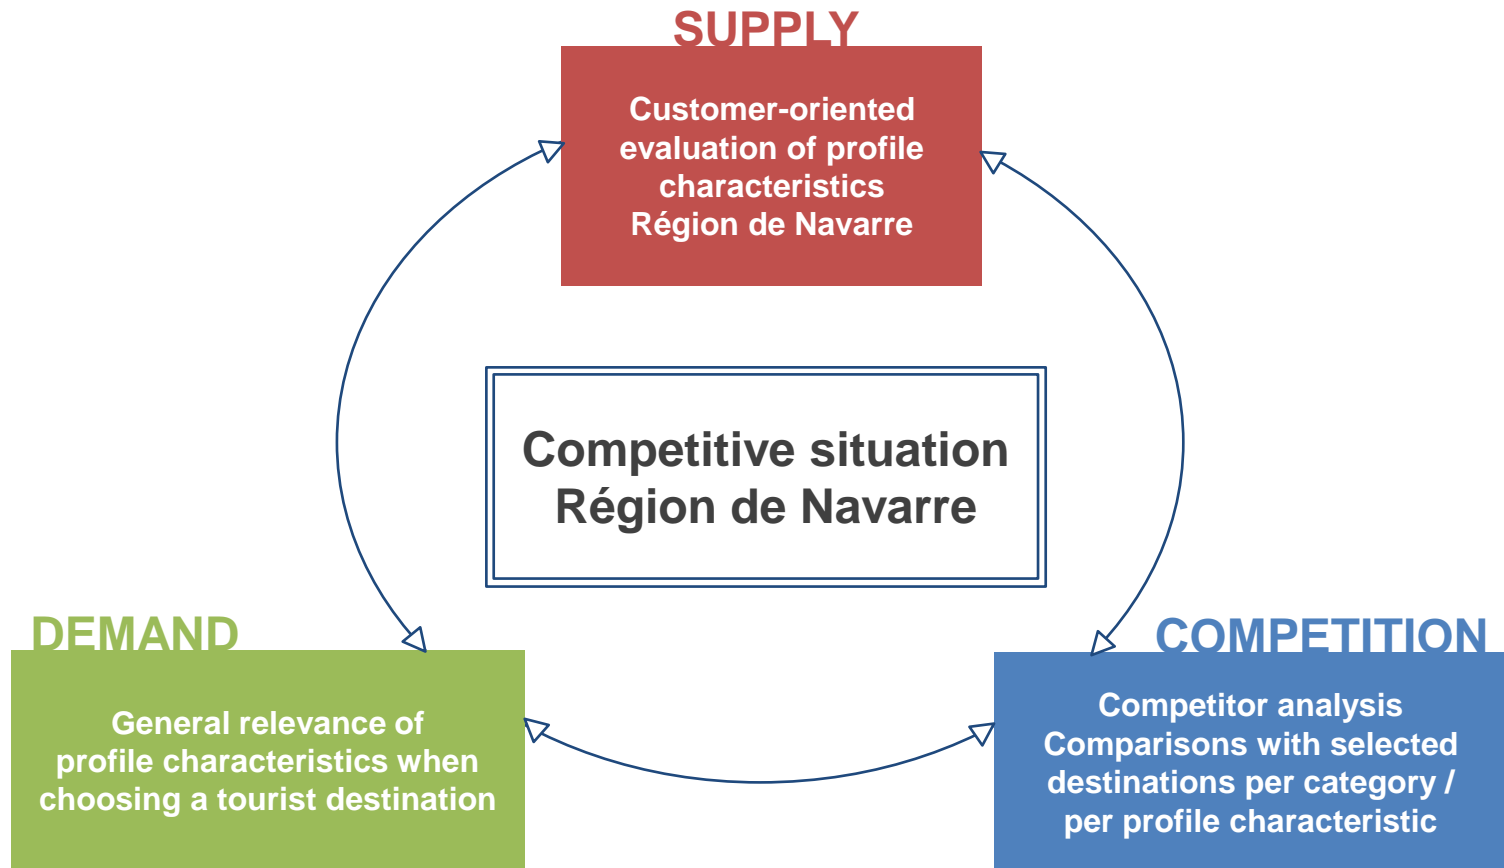 SUPPLY
Customer-oriented
evaluation of profile
characteristics
Région de Navarre
Competitive situation
Région de Navarre
DEMAND
General relevance of
profile characteristics when
choosing a tourist destination
COMPETITION
Competitor analysis
Comparisons with selected
destinations per category /
per profile characteristic